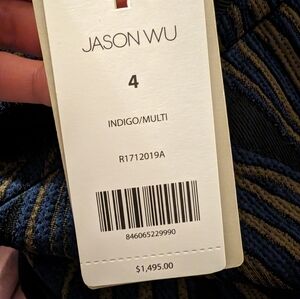 JASON WU
4
INDIGO/MULTI
R1712019A
846065229990
$1,495.00